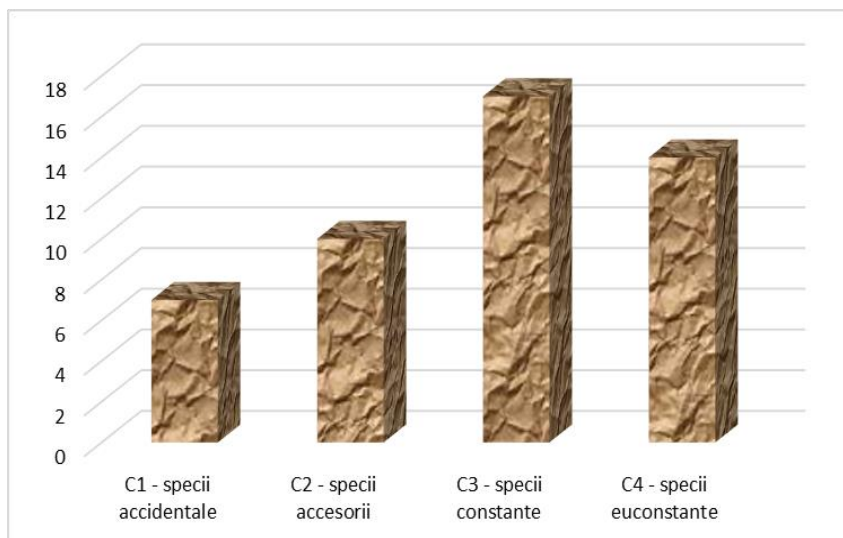 18
16
14
12
10
8
6
4
2
0
C1 - specii
accidentale
C2 - specii
accesorii
C3 - specii
constante
C4 - specii
euconstante